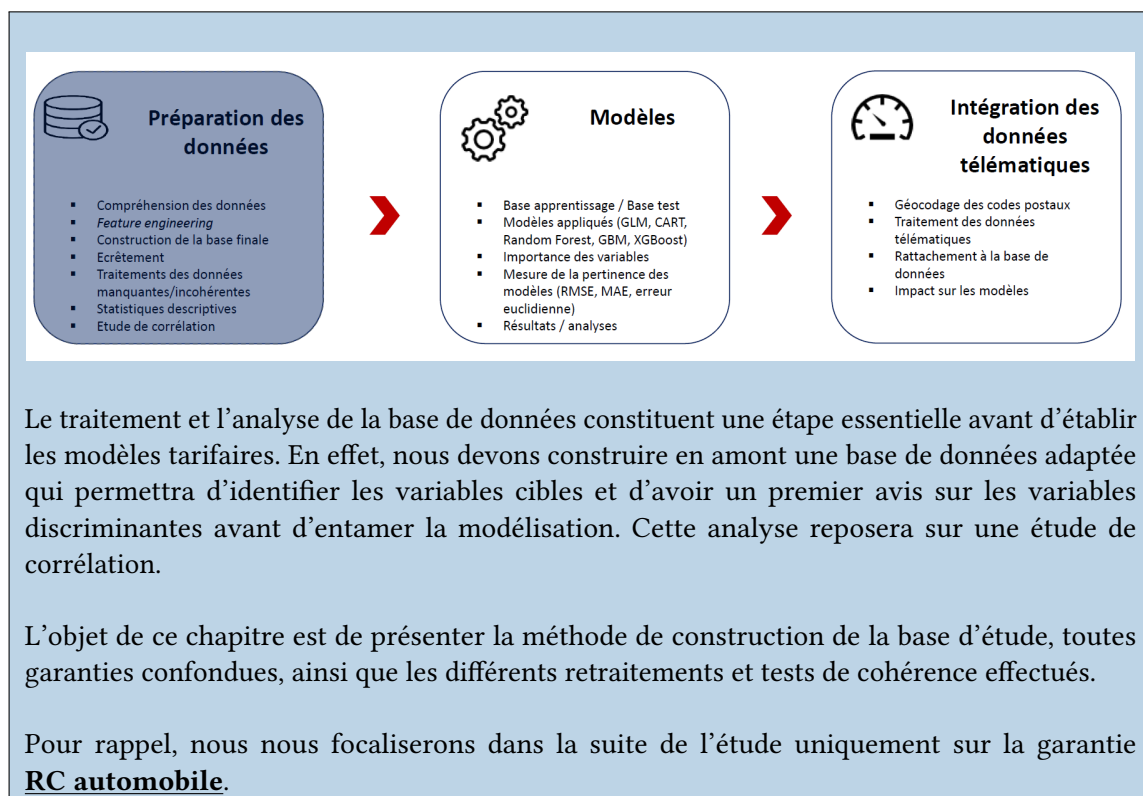 Préparation des
données
▪ Compréhension des données
▪ Feature engineering
▪ Construction de la base finale
▪ Ecrêtement
▪ Traitements des données
manquantes/incohérentes
▪ Statistiques descriptives
▪ Etude de corrélation
Modèles
▪ Base apprentissage / Base test
▪ Modèles appliqués (GLM, CART,
Random Forest, GBM, XGBoost)
▪ Importance des variables
▪ Mesure de la pertinence des
modèles (RMSE, MAE, erreur
euclidienne)
▪ Résultats / analyses
Intégration des
données
télématiques
▪ Géocodage des codes postaux
▪ Traitement des données
télématiques
▪ Rattachement à la base de
données
▪ Impact sur les modèles
Le traitement et l’analyse de la base de données constituent une étape essentielle avant d’établir
les modèles tarifaires. En effet, nous devons construire en amont une base de données adaptée
qui permettra d’identifier les variables cibles et d’avoir un premier avis sur les variables
discriminantes avant d’entamer la modélisation. Cette analyse reposera sur une étude de
corrélation.
L’objet de ce chapitre est de présenter la méthode de construction de la base d’étude, toutes
garanties confondues, ainsi que les différents retraitements et tests de cohérence effectués.
Pour rappel, nous nous focaliserons dans la suite de l’étude uniquement sur la garantie
RC automobile.